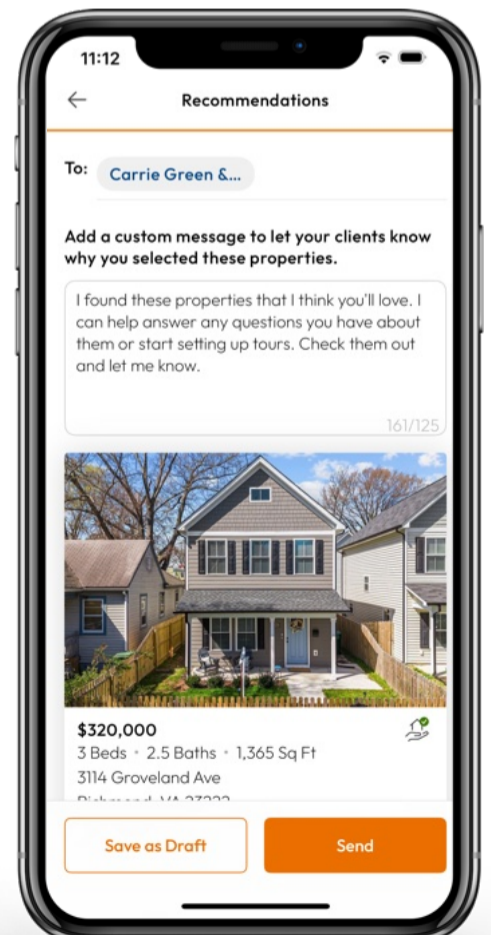 11:12
Recommendations
To: Carrie Green &...
Add a custom message to let your clients know
why you selected these properties.
I found these properties that I think you'll love. I
can help answer any questions you have about
them or start setting up tours. Check them out
and let me know.
161/125
$320,000
3 Beds • 2.5 Baths • 1,365 Sq Ft
3114 Groveland Ave
Richmond, VA 23222
Save as Draft
Send